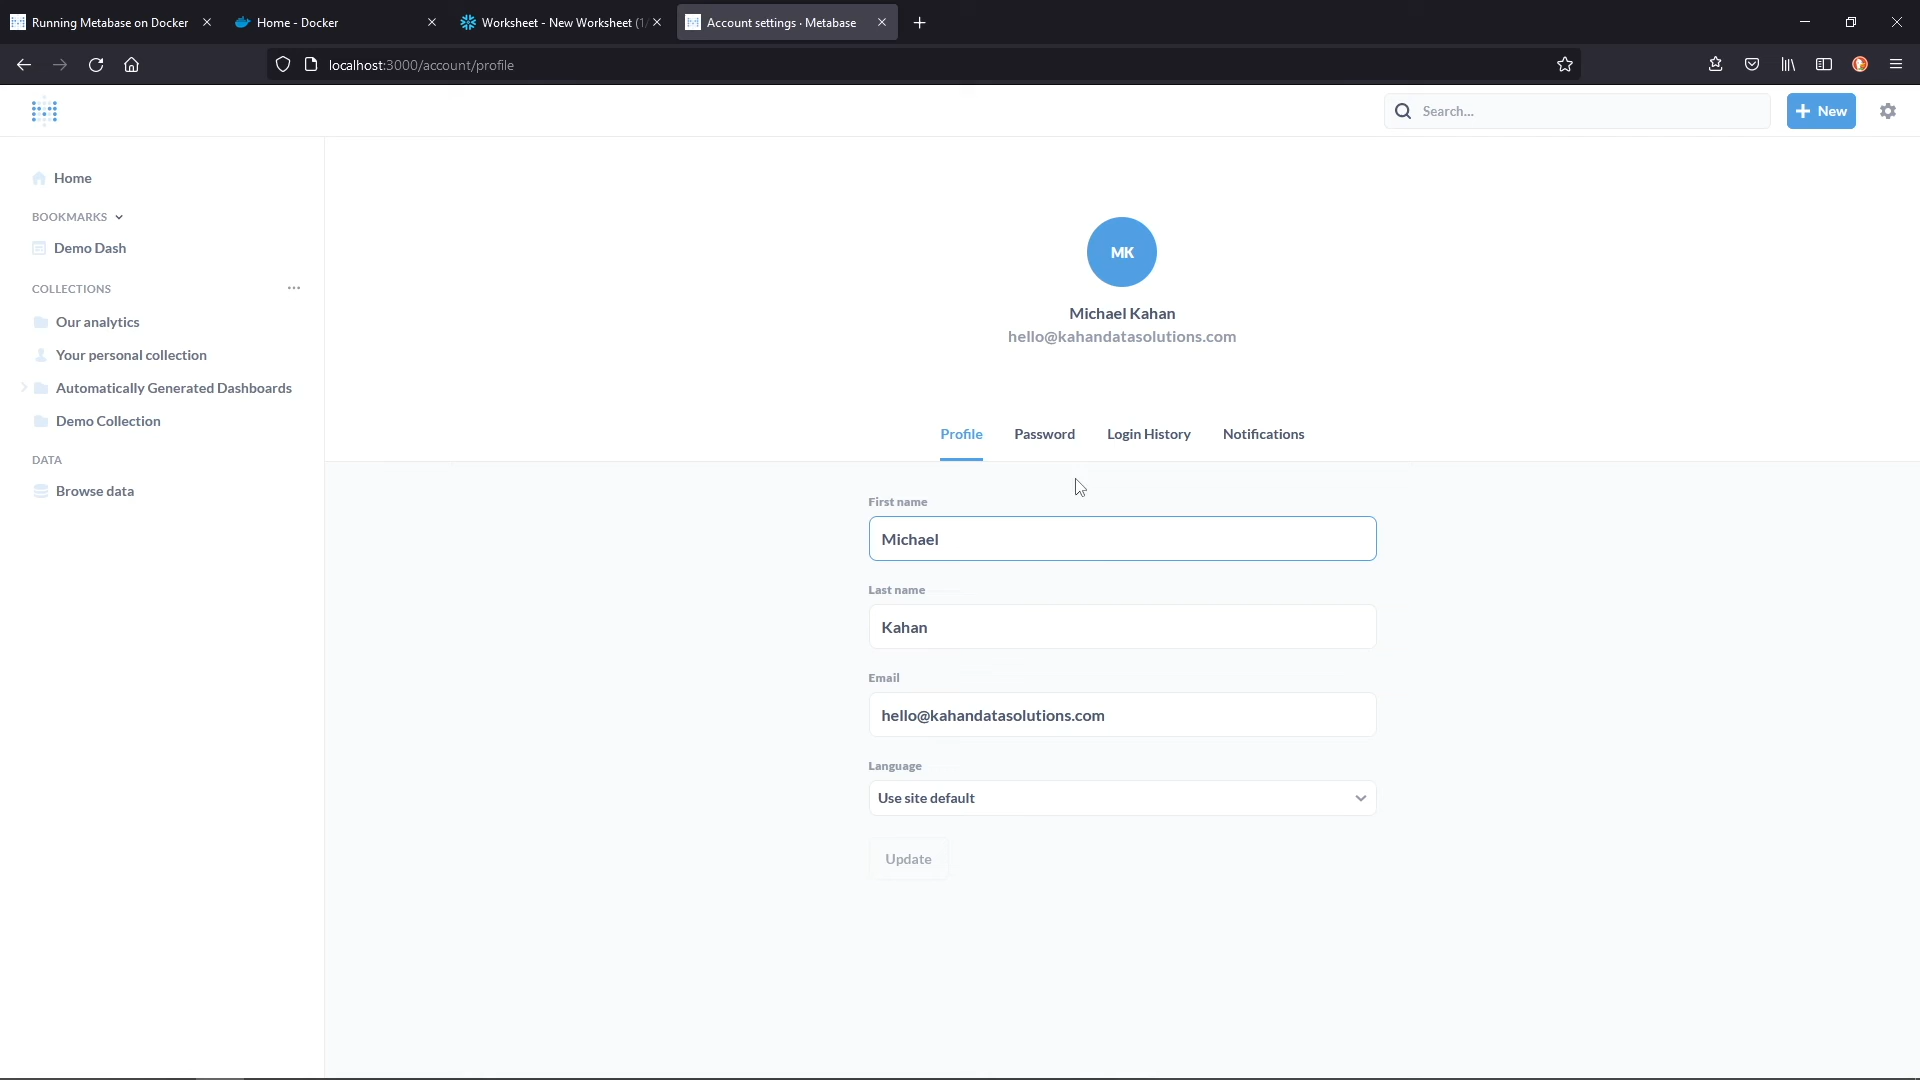 Running Metabase on Docker
Home - Docker
Worksheet - New Worksheet (1/
Account settings · Metabase
localhost:3000/account/profile
Search...
New
Home
BOOKMARKS
Demo Dash
COLLECTIONS
Our analytics
Your personal collection
Automatically Generated Dashboards
Demo Collection
DATA
Browse data
MK
Michael Kahan
hello@kahandatasolutions.com
Profile
Password
Login History
Notifications
First name
Michael
Last name
Kahan
Email
hello@kahandatasolutions.com
Language
Use site default
Update